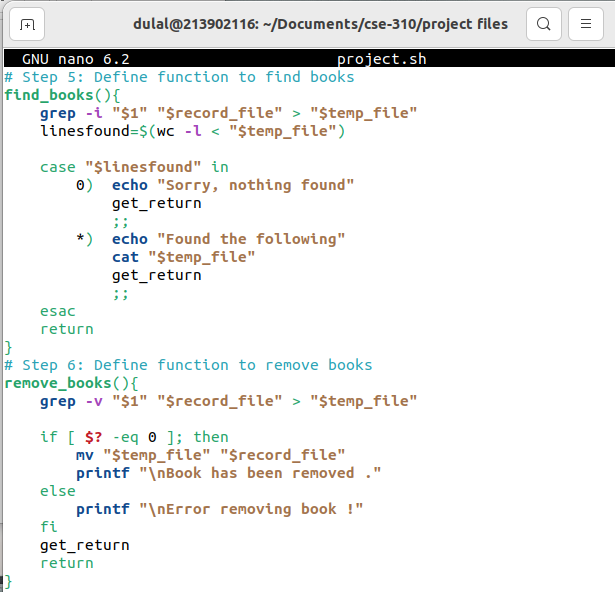 dulal@213902116: ~/Documents/cse-310/project files
GNU nano 6.2 project.sh
# Step 5: Define function to find books
find_books(){
    grep -i "$1" "$record_file" > "$temp_file"
    linesfound=$(wc -l < "$temp_file")

    case "$linesfound" in
        0)  echo "Sorry, nothing found"
            get_return
            ;;
        *)  echo "Found the following"
            cat "$temp_file"
            get_return
            ;;
    esac
    return
}
# Step 6: Define function to remove books
remove_books(){
    grep -v "$1" "$record_file" > "$temp_file"

    if [ $? -eq 0 ]; then
        mv "$temp_file" "$record_file"
        printf "\nBook has been removed ."
    else
        printf "\nError removing book !"
    fi
    get_return
    return
}